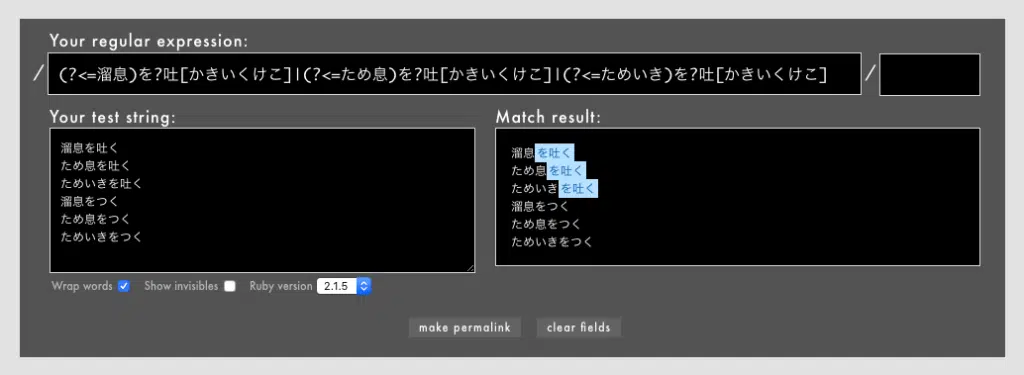 Your regular expression:
/ (?<=溜息)を?吐[かきいくけこ]|(?<=ため息)を?吐[かきいくけこ]|(?<=ためいき)を?吐[かきいくけこ] /
Your test string:
溜息を吐く
ため息を吐く
ためいきを吐く
溜息をつく
ため息をつく
ためいきをつく
Match result:
溜息を吐く
ため息を吐く
ためいきを吐く
溜息をつく
ため息をつく
ためいきをつく
Wrap words Show invisibles Ruby version 2.1.5
make permalink clear fields